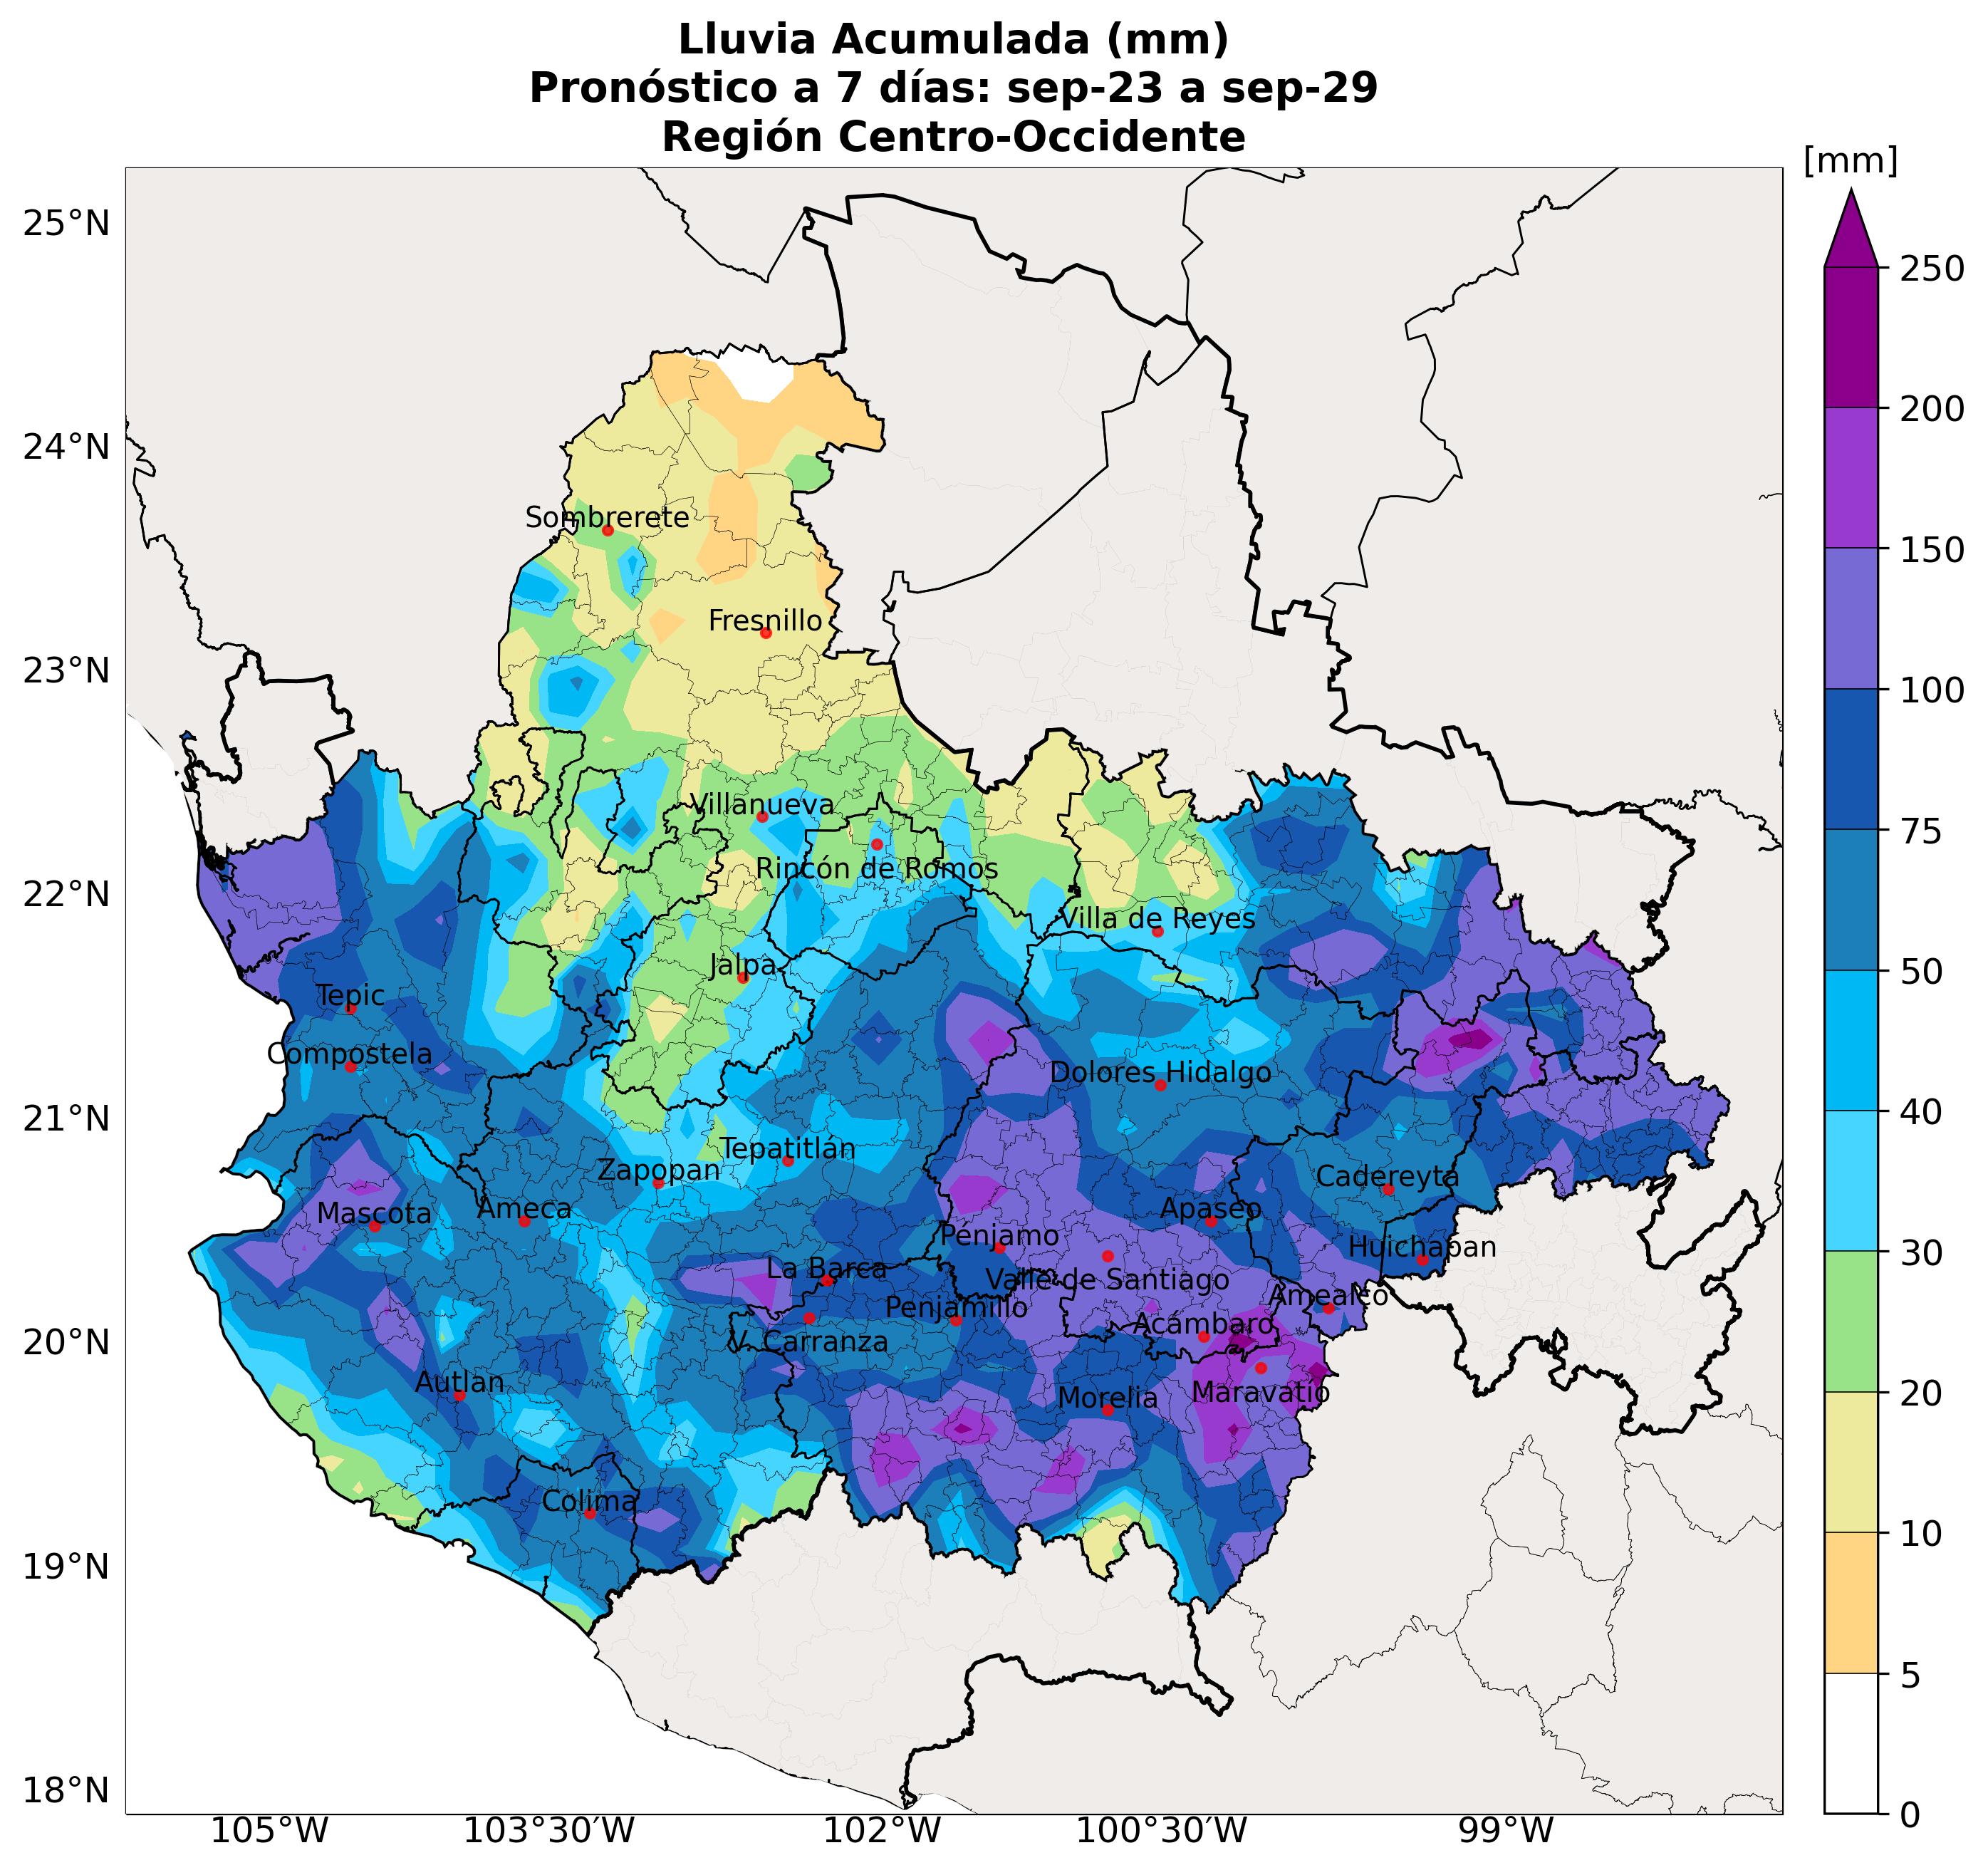 Lluvia Acumulada (mm)
Pronóstico a 7 días: sep-23 a sep-29
Región Centro-Occidente
[mm]
25°N
24°N
23°N
22°N
21°N
20°N
19°N
18°N
250
200
150
100
75
50
40
30
20
10
5
0
Sombrerete
Fresnillo
Villanueva
Rincón de Romos
Villa de Reyes
Jalpa
Tepic
Compostela
Dolores Hidalgo
Tepatitlán
Zapopan
Cadereyta
Mascota
Ameca
Apaseo
Penjamo
Huichapan
La Barca
Valle de Santiago
Amealco
Penjamillo
Acámbaro
V. Carranza
Autlan
Morelia
Maravatío
Colima
105°W
103°30'W
102°W
100°30'W
99°W